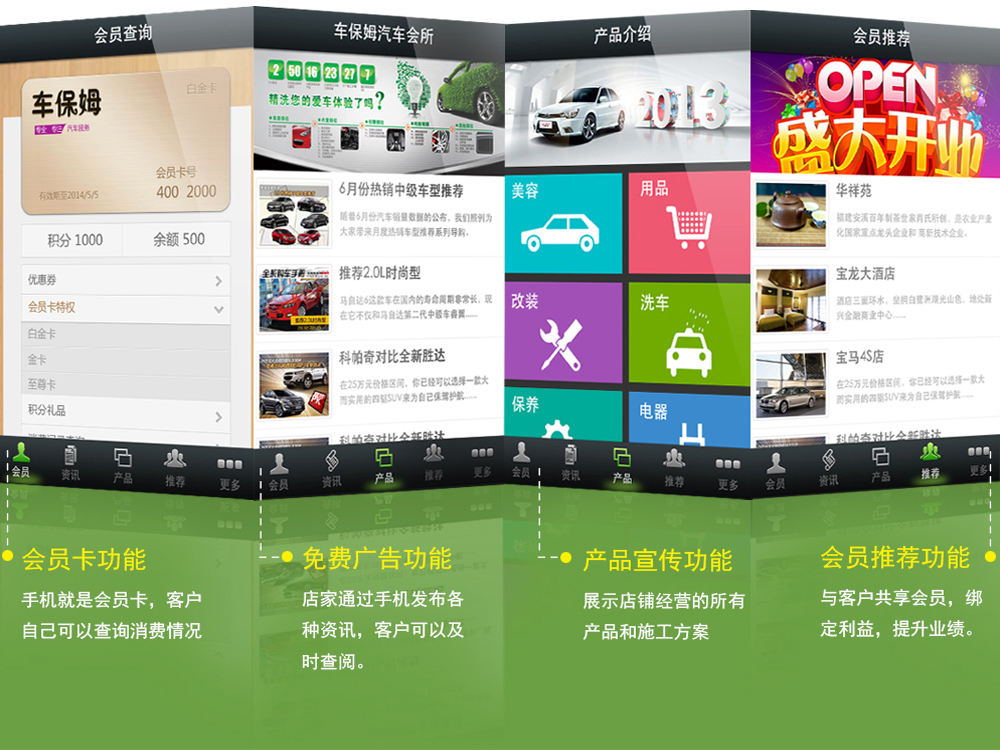 会员查询
车保姆
专业 专注 汽车服务
白金卡
会员卡号
400 2000
有效期至2014/5/5
积分 1000
余额 500
优惠券
会员卡特权
白金卡
金卡
至尊卡
积分礼品
会员
资讯
产品
推荐
更多
车保姆汽车会所
2 50 16 23 27 7
精洗您的爱车体验了吗?
6月份热销中级车型推荐
随着6月份汽车销量数据的公布，我们照例为
大家带来月度热销车型推荐系列导购。
推荐2.0L时尚型
马自达6这款车在国内的寿命周期非常长，现
在它不仅和马自达第二代中级车睿翼......
科帕奇对比全新胜达
在25万元价格区间，你已经可以选择一款大
而实用的四驱SUV来为自己保驾护航......
科帕奇对比全新胜达
会员
资讯
产品
推荐
更多
产品介绍
2013
美容
用品
改装
洗车
保养
电器
会员
资讯
产品
推荐
更多
会员推荐
OPEN
盛大开业
华祥苑
福建安溪百年制茶世家肖氏所创，是农业产业
化国家重点龙头企业和 高新技术企业。
宝龙大酒店
酒店三面环水，坐拥白鹭洲湖光山色，地处新
兴金融商业中心......
宝马4S店
在25万元价格区间，你已经可以选择一款大
而实用的四驱SUV来为自己保驾护航......
科帕奇对比全新胜达
会员
资讯
产品
推荐
更多
会员卡功能
手机就是会员卡，客户
自己可以查询消费情况
免费广告功能
店家通过手机发布各
种资讯，客户可以及
时查阅。
产品宣传功能
展示店铺经营的所有
产品和施工方案
会员推荐功能
与客户共享会员，绑
定利益，提升业绩。